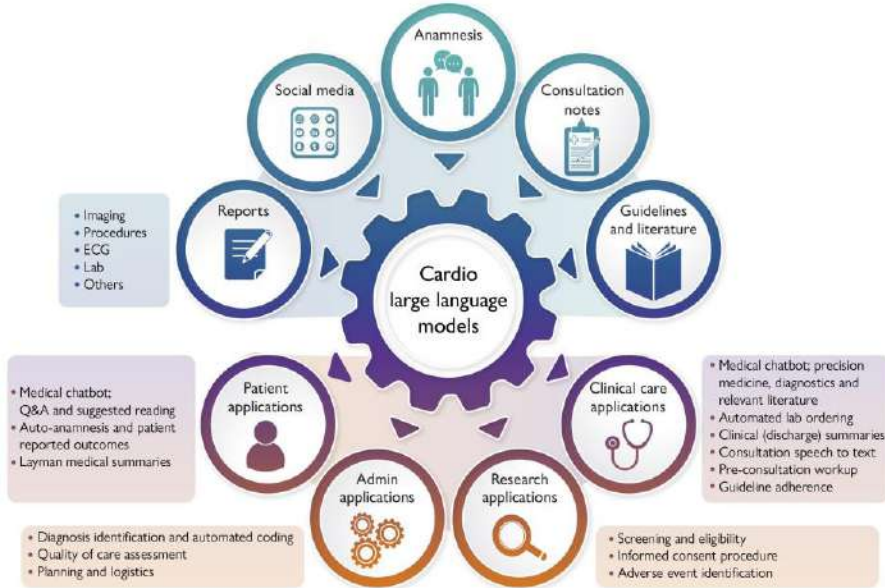 Anamnesis
Social media
Consultation
notes
Reports
Guidelines
and literature
• Imaging
• Procedures
• ECG
• Lab
• Others
Cardio
large language
models
Patient
applications
• Medical chatbot;
Q&A and suggested reading
• Auto-anamnesis and patient
reported outcomes
• Layman medical summaries
Clinical care
applications
• Medical chatbot; precision
medicine, diagnostics and
relevant literature
• Automated lab ordering
• Clinical (discharge) summaries
• Consultation speech to text
• Pre-consultation workup
• Guideline adherence
Admin
applications
• Diagnosis identification and automated coding
• Quality of care assessment
• Planning and logistics
Research
applications
• Screening and eligibility
• Informed consent procedure
• Adverse event identification